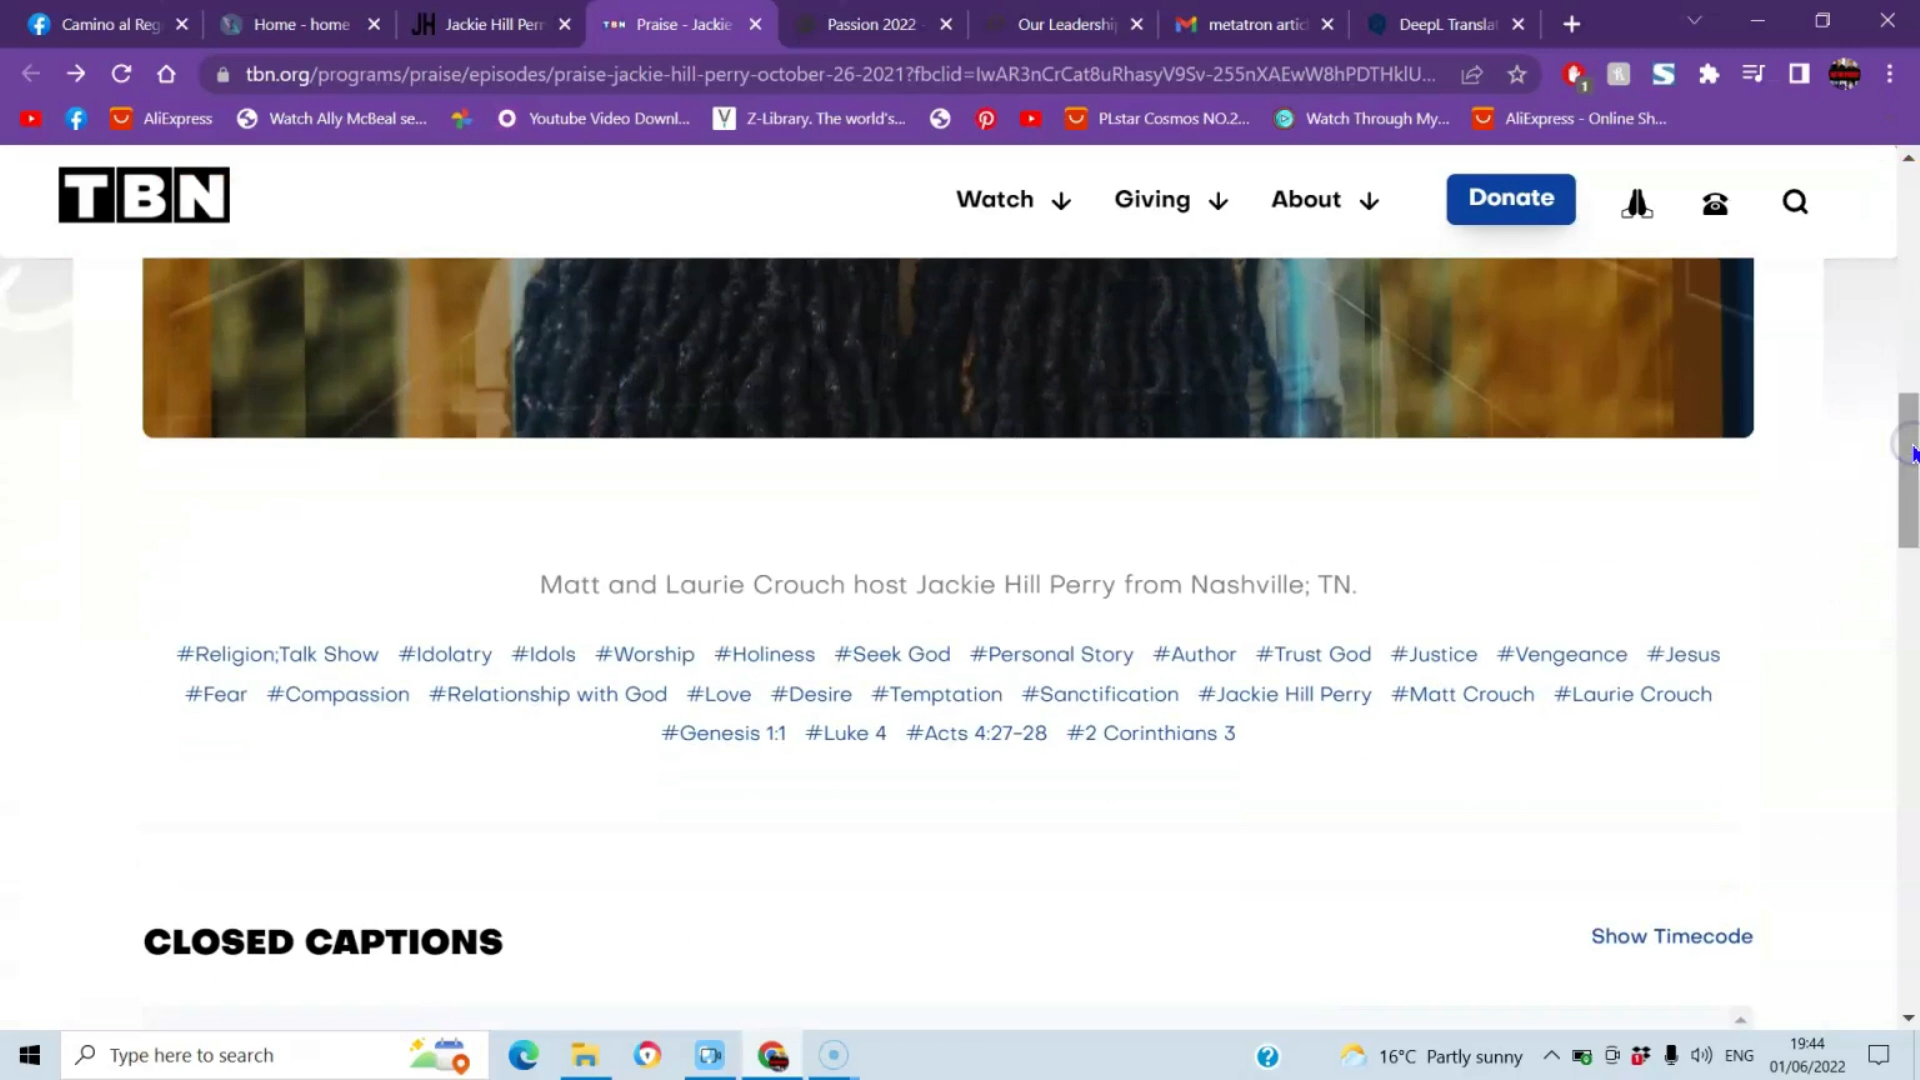 Camino al Reg
Home - home
JH Jackie Hill Perr
TBN Praise - Jackie
Passion 2022 -
Our Leadershi
metatron artic
DeepL Translat
tbn.org/programs/praise/episodes/praise-jackie-hill-perry-october-26-2021?fbclid=IwAR3nCrCat8uRhasyV9Sv-255nXAEwW8hPDTHklU...
1
AliExpress
Watch Ally McBeal se...
Youtube Video Downl...
Z-Library. The world's...
PLstar Cosmos NO.2...
Watch Through My...
AliExpress - Online Sh...
TBN
Watch
Giving
About
Donate
Matt and Laurie Crouch host Jackie Hill Perry from Nashville; TN.
#Religion;Talk Show #Idolatry #Idols #Worship #Holiness #Seek God #Personal Story #Author #Trust God #Justice #Vengeance #Jesus
#Fear #Compassion #Relationship with God #Love #Desire #Temptation #Sanctification #Jackie Hill Perry #Matt Crouch #Laurie Crouch
#Genesis 1:1 #Luke 4 #Acts 4:27-28 #2 Corinthians 3
CLOSED CAPTIONS
Show Timecode
Type here to search
16°C Partly sunny
ENG
19:44
01/06/2022